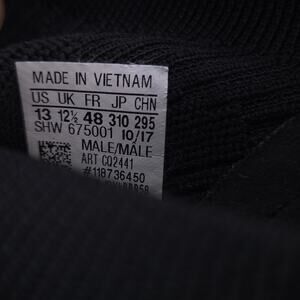 MADE IN VIETNAM
US UK FR JP CHN
13 12½ 48 310 295
SHW 675001 10/17
MALE/MÂLE
ART CQ2441
#118736450